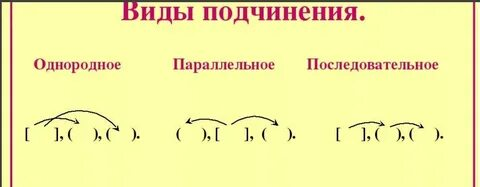 Виды подчинения.
Однородное Параллельное Последовательное
[ ], ( ), ( ). ( ), [ ], ( ). [ ], ( ), ( ).